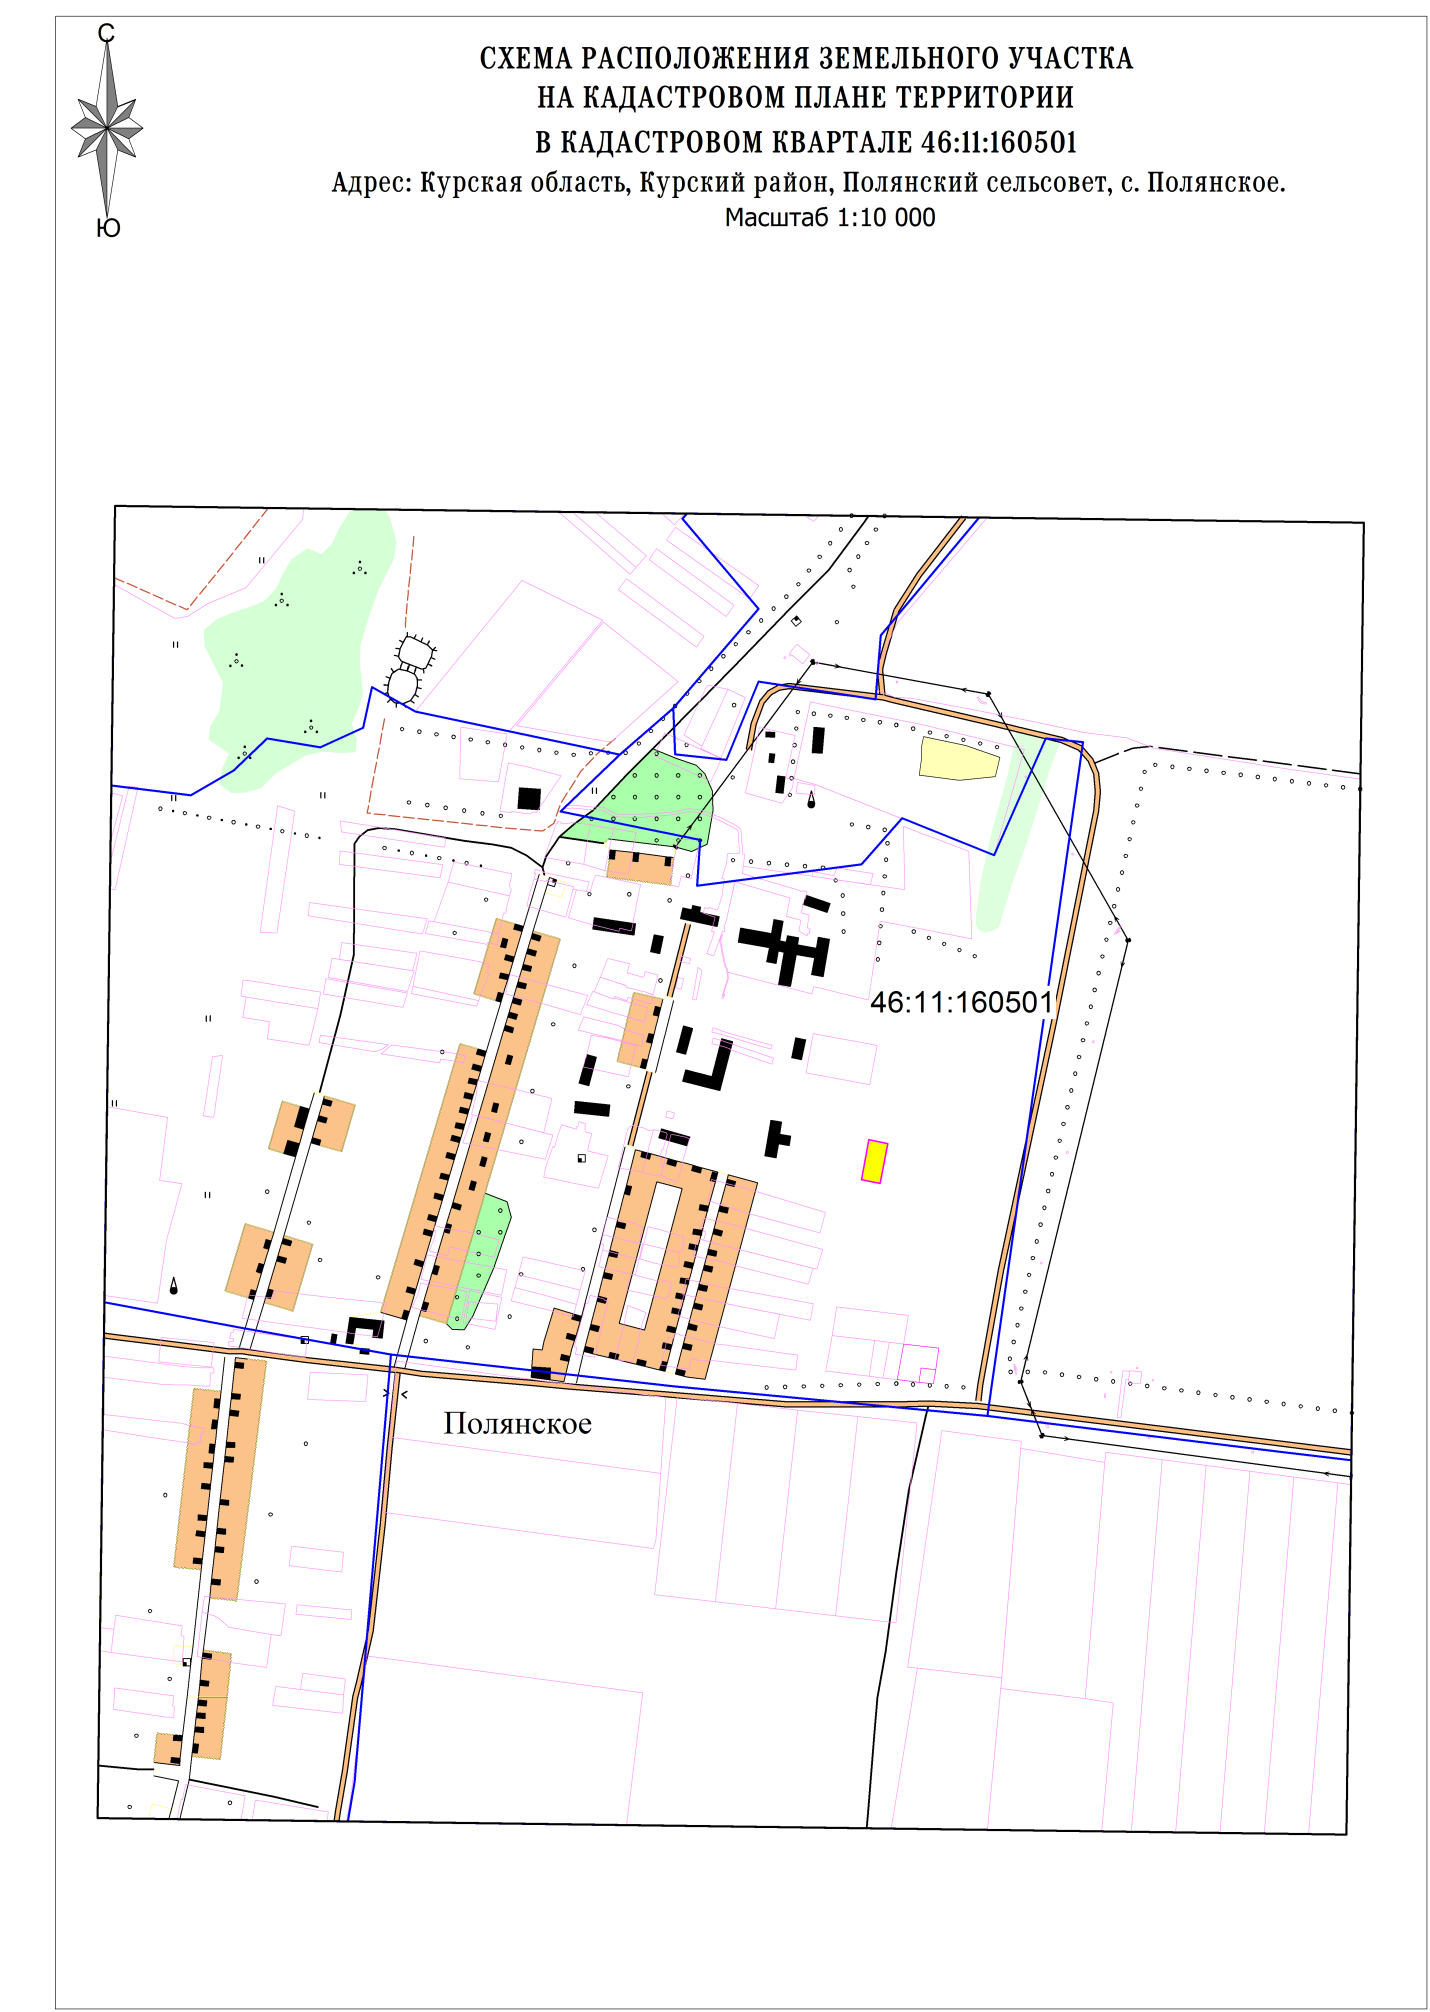 С
СХЕМА РАСПОЛОЖЕНИЯ ЗЕМЕЛЬНОГО УЧАСТКА
НА КАДАСТРОВОМ ПЛАНЕ ТЕРРИТОРИИ
В КАДАСТРОВОМ КВАРТАЛЕ 46:11:160501
Адрес: Курская область, Курский район, Полянский сельсовет, с. Полянское.
Масштаб 1:10 000
Ю
46:11:160501
Полянское